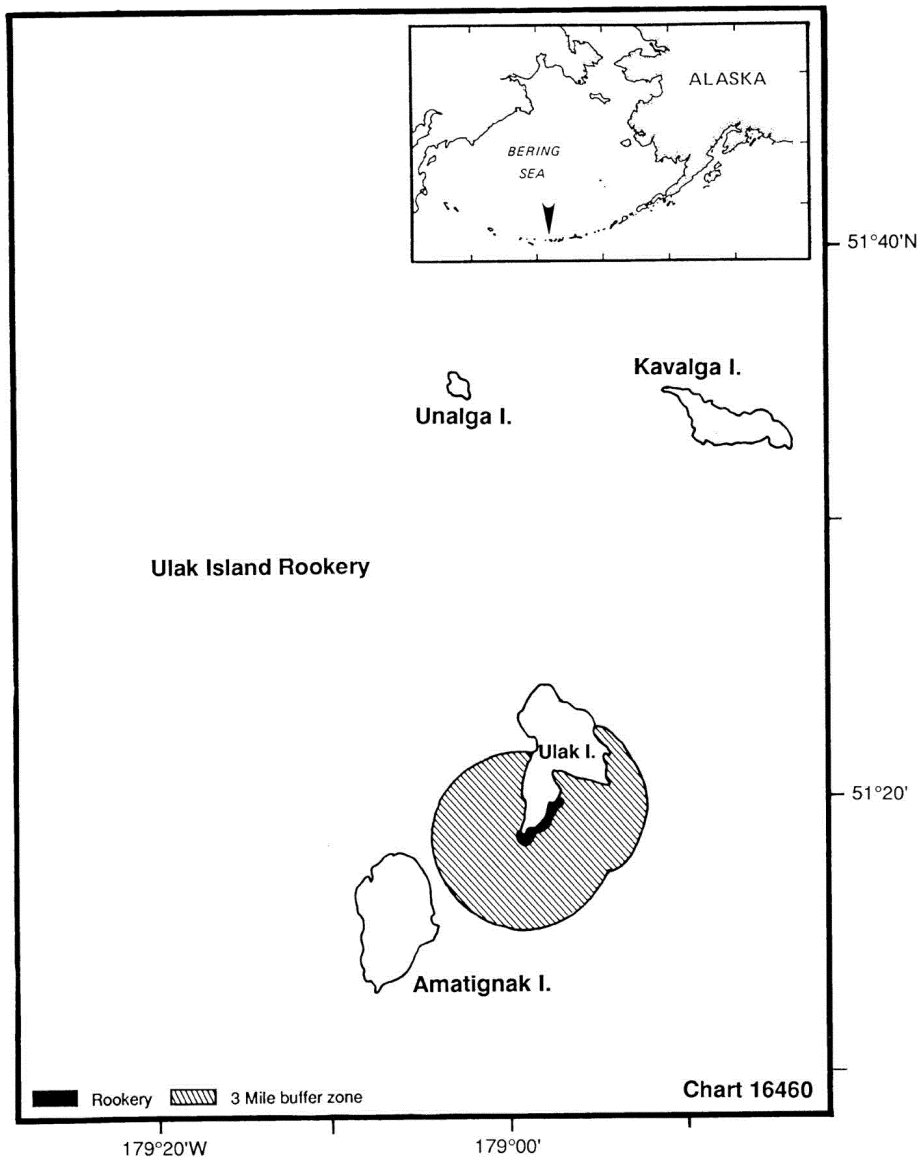 ALASKA
BERING
SEA
51°40'N
Kavalga I.
Unalga I.
Ulak Island Rookery
Ulak I.
51°20'
Amatignak I.
Rookery
3 Mile buffer zone
Chart 16460
179°20'W
179°00'